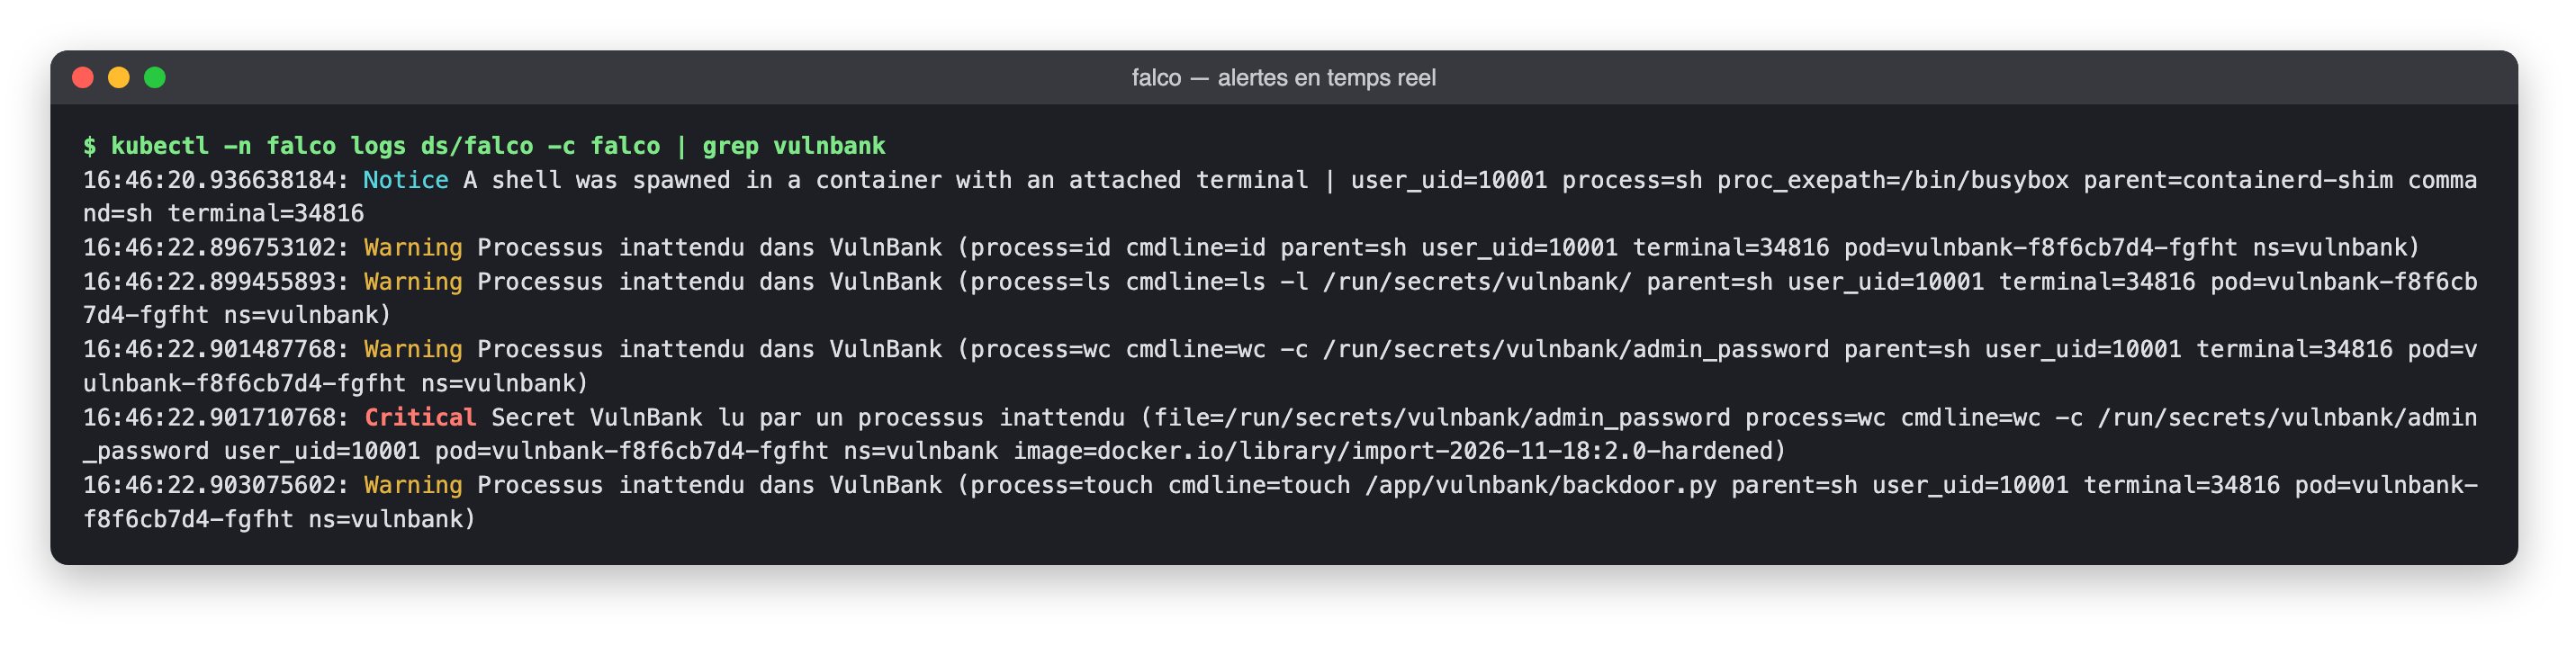 falco — alertes en temps reel
$ kubectl -n falco logs ds/falco -c falco | grep vulnbank
16:46:20.936638184: Notice A shell was spawned in a container with an attached terminal | user_uid=10001 process=sh proc_exepath=/bin/busybox parent=containerd-shim comma
nd=sh terminal=34816
16:46:22.896753102: Warning Processus inattendu dans VulnBank (process=id cmdline=id parent=sh user_uid=10001 terminal=34816 pod=vulnbank-f8f6cb7d4-fgfht ns=vulnbank)
16:46:22.899455893: Warning Processus inattendu dans VulnBank (process=ls cmdline=ls -l /run/secrets/vulnbank/ parent=sh user_uid=10001 terminal=34816 pod=vulnbank-f8f6cb
7d4-fgfht ns=vulnbank)
16:46:22.901487768: Warning Processus inattendu dans VulnBank (process=wc cmdline=wc -c /run/secrets/vulnbank/admin_password parent=sh user_uid=10001 terminal=34816 pod=v
ulnbank-f8f6cb7d4-fgfht ns=vulnbank)
16:46:22.901710768: Critical Secret VulnBank lu par un processus inattendu (file=/run/secrets/vulnbank/admin_password process=wc cmdline=wc -c /run/secrets/vulnbank/admin
_password user_uid=10001 pod=vulnbank-f8f6cb7d4-fgfht ns=vulnbank image=docker.io/library/import-2026-11-18:2.0-hardened)
16:46:22.903075602: Warning Processus inattendu dans VulnBank (process=touch cmdline=touch /app/vulnbank/backdoor.py parent=sh user_uid=10001 terminal=34816 pod=vulnbank-
f8f6cb7d4-fgfht ns=vulnbank)